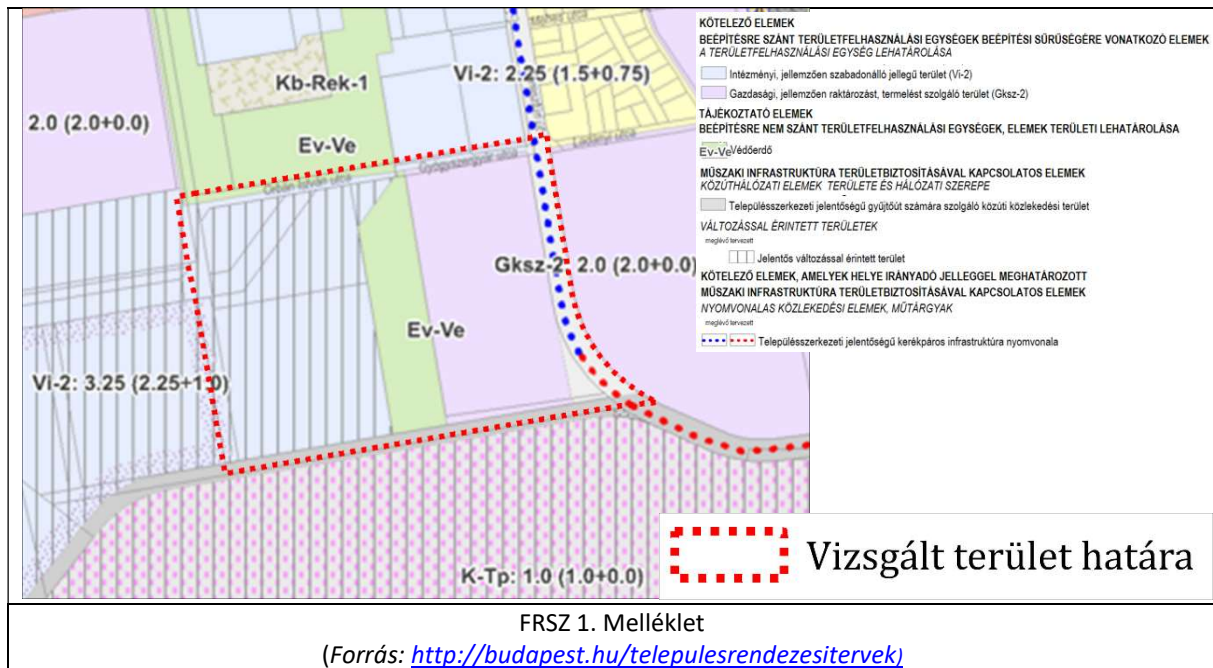 Mázsa utca
Kb-Rek-1
Vi-2: 2.25 (1.5+0.75)
2.0 (2.0+0.0)
Ev-Ve
Gyógyszergyár utca
Gksz-2: 2.0 (2.0+0.0)
Ev-Ve
Vi-2: 3.25 (2.25+1.0)
K-Tp: 1.0 (1.0+0.0)
KÖTELEZŐ ELEMEK
BEÉPÍTÉSRE SZÁNT TERÜLETFELHASZNÁLÁSI EGYSÉGEK BEÉPÍTÉSI SŰRŰSÉGÉRE VONATKOZÓ ELEMEK
A TERÜLETFELHASZNÁLÁSI EGYSÉG LEHATÁROLÁSA
Intézményi, jellemzően szabadonálló jellegű terület (Vi-2)
Gazdasági, jellemzően raktározást, termelést szolgáló terület (Gksz-2)
TÁJÉKOZTATÓ ELEMEK
BEÉPÍTÉSRE NEM SZÁNT TERÜLETFELHASZNÁLÁSI EGYSÉGEK, ELEMEK TERÜLETI LEHATÁROLÁSA
Ev-Ve Védőerdő
MŰSZAKI INFRASTRUKTÚRA TERÜLETBIZTOSÍTÁSÁVAL KAPCSOLATOS ELEMEK
KÖZÚTHÁLÓZATI ELEMEK TERÜLETE ÉS HÁLÓZATI SZEREPE
Településszerkezeti jelentőségű gyűjtőút számára szolgáló közúti közlekedési terület
VÁLTOZÁSSAL ÉRINTETT TERÜLETEK
meglévő tervezett
Jelentős változással érintett terület
KÖTELEZŐ ELEMEK, AMELYEK HELYE IRÁNYADÓ JELLEGGEL MEGHATÁROZOTT
MŰSZAKI INFRASTRUKTÚRA TERÜLETBIZTOSÍTÁSÁVAL KAPCSOLATOS ELEMEK
NYOMVONALAS KÖZLEKEDÉSI ELEMEK, MŰTÁRGYAK
meglévő tervezett
Településszerkezeti jelentőségű kerékpáros infrastruktúra nyomvonala
Vizsgált terület határa
FRSZ 1. Melléklet
(Forrás: http://budapest.hu/telepulesrendezesitervek)